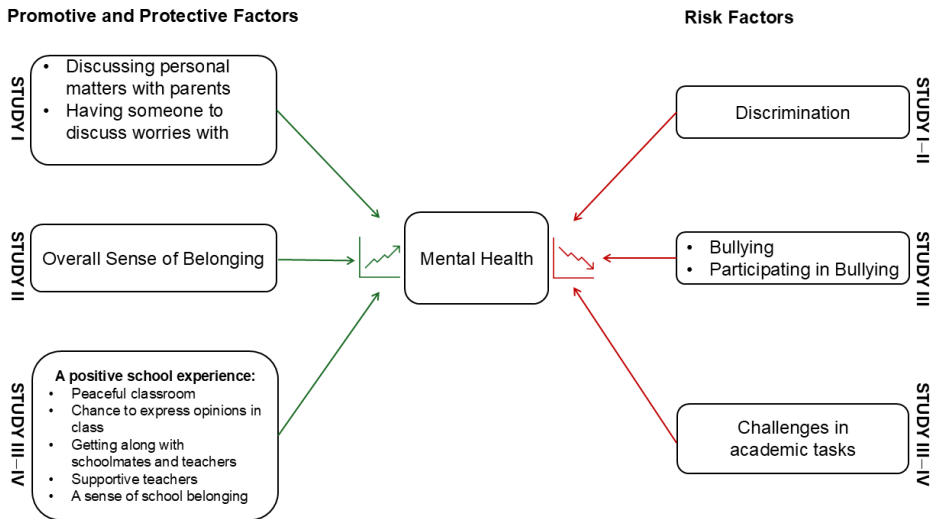 Promotive and Protective Factors
Risk Factors
STUDY I
• Discussing personal
matters with parents
• Having someone to
discuss worries with
Discrimination
STUDY I–II
STUDY II
Overall Sense of Belonging
Mental Health
• Bullying
• Participating in Bullying
STUDY III
STUDY III–IV
A positive school experience:
• Peaceful classroom
• Chance to express opinions in
class
• Getting along with
schoolmates and teachers
• Supportive teachers
• A sense of school belonging
Challenges in
academic tasks
STUDY III–IV